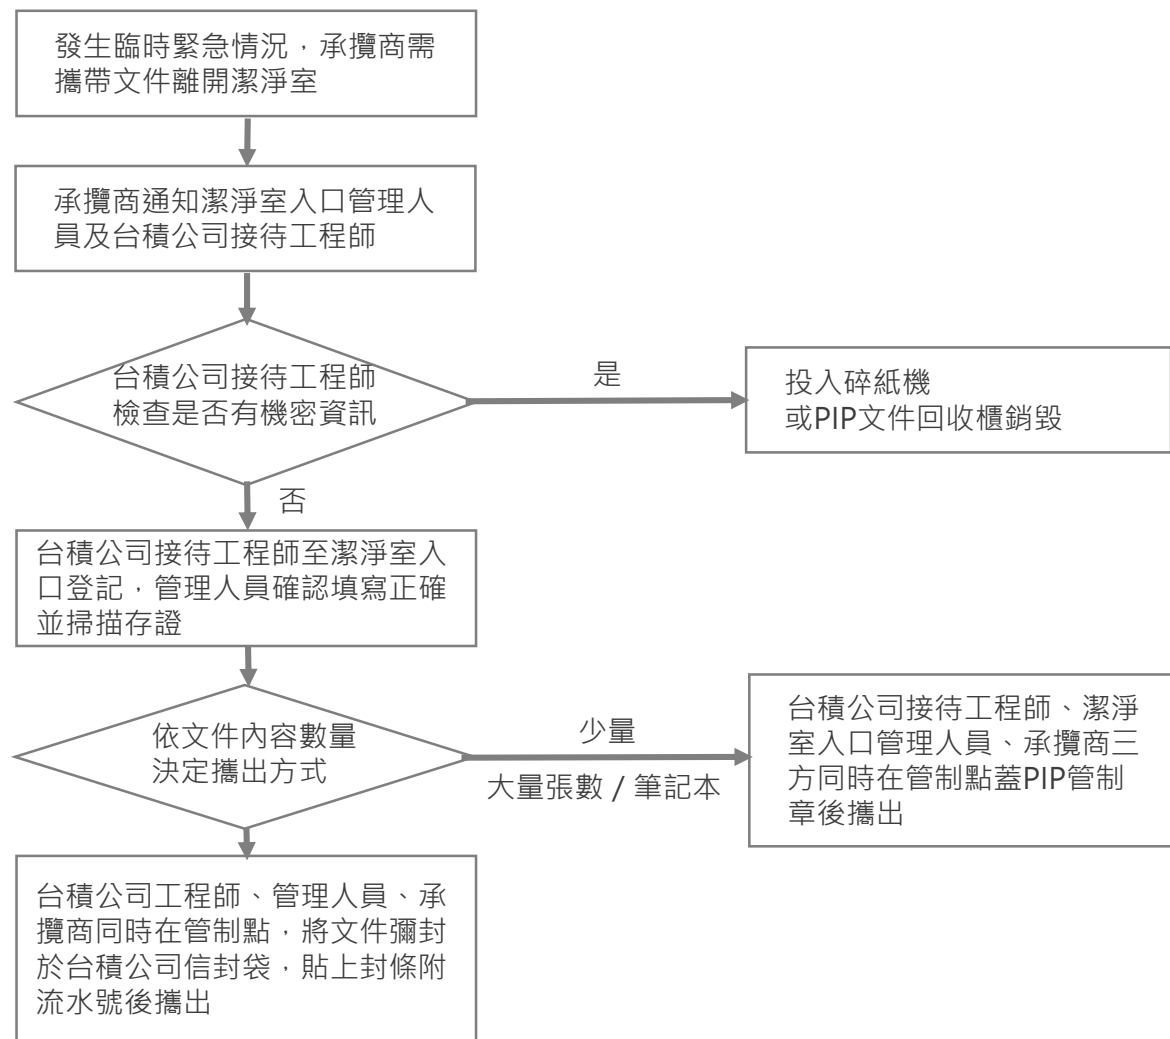 發生臨時緊急情況，承攬商需
攜帶文件離開潔淨室
承攬商通知潔淨室入口管理人
員及台積公司接待工程師
台積公司接待工程師
檢查是否有機密資訊
是
投入碎紙機
或PIP文件回收櫃銷毀
否
台積公司接待工程師至潔淨室入
口登記，管理人員確認填寫正確
並掃描存證
依文件內容數量
決定攜出方式
少量
大量張數 / 筆記本
台積公司接待工程師、潔淨
室入口管理人員、承攬商三
方同時在管制點蓋PIP管制
章後攜出
台積公司工程師、管理人員、承
攬商同時在管制點，將文件彌封
於台積公司信封袋，貼上封條附
流水號後攜出